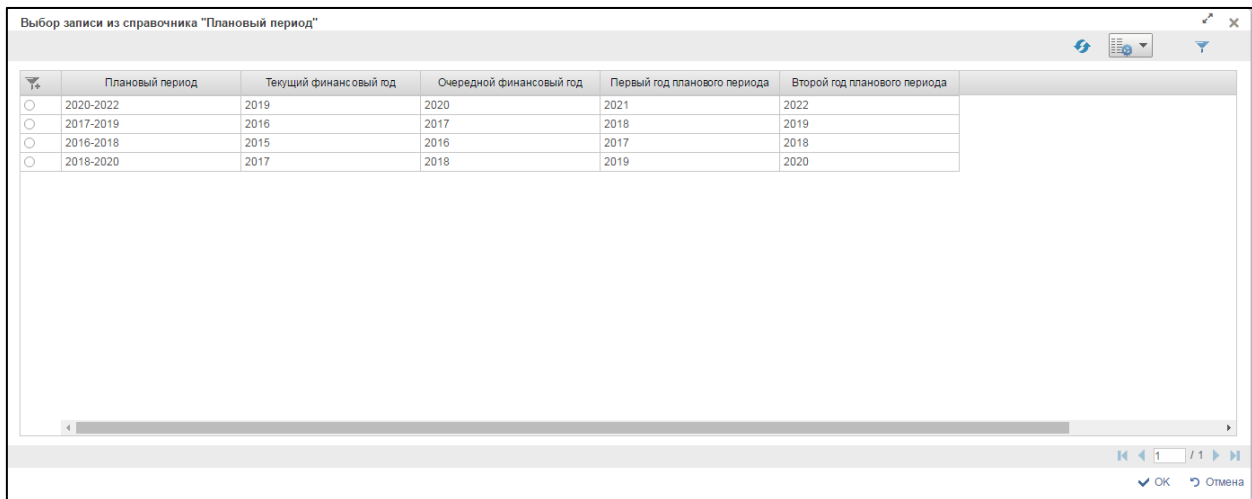 Выбор записи из справочника "Плановый период"
Плановый период Текущий финансовый год Очередной финансовый год Первый год планового периода Второй год планового периода
2020-2022 2019 2020 2021 2022
2017-2019 2016 2017 2018 2019
2016-2018 2015 2016 2017 2018
2018-2020 2017 2018 2019 2020
1 / 1
ОК Отмена